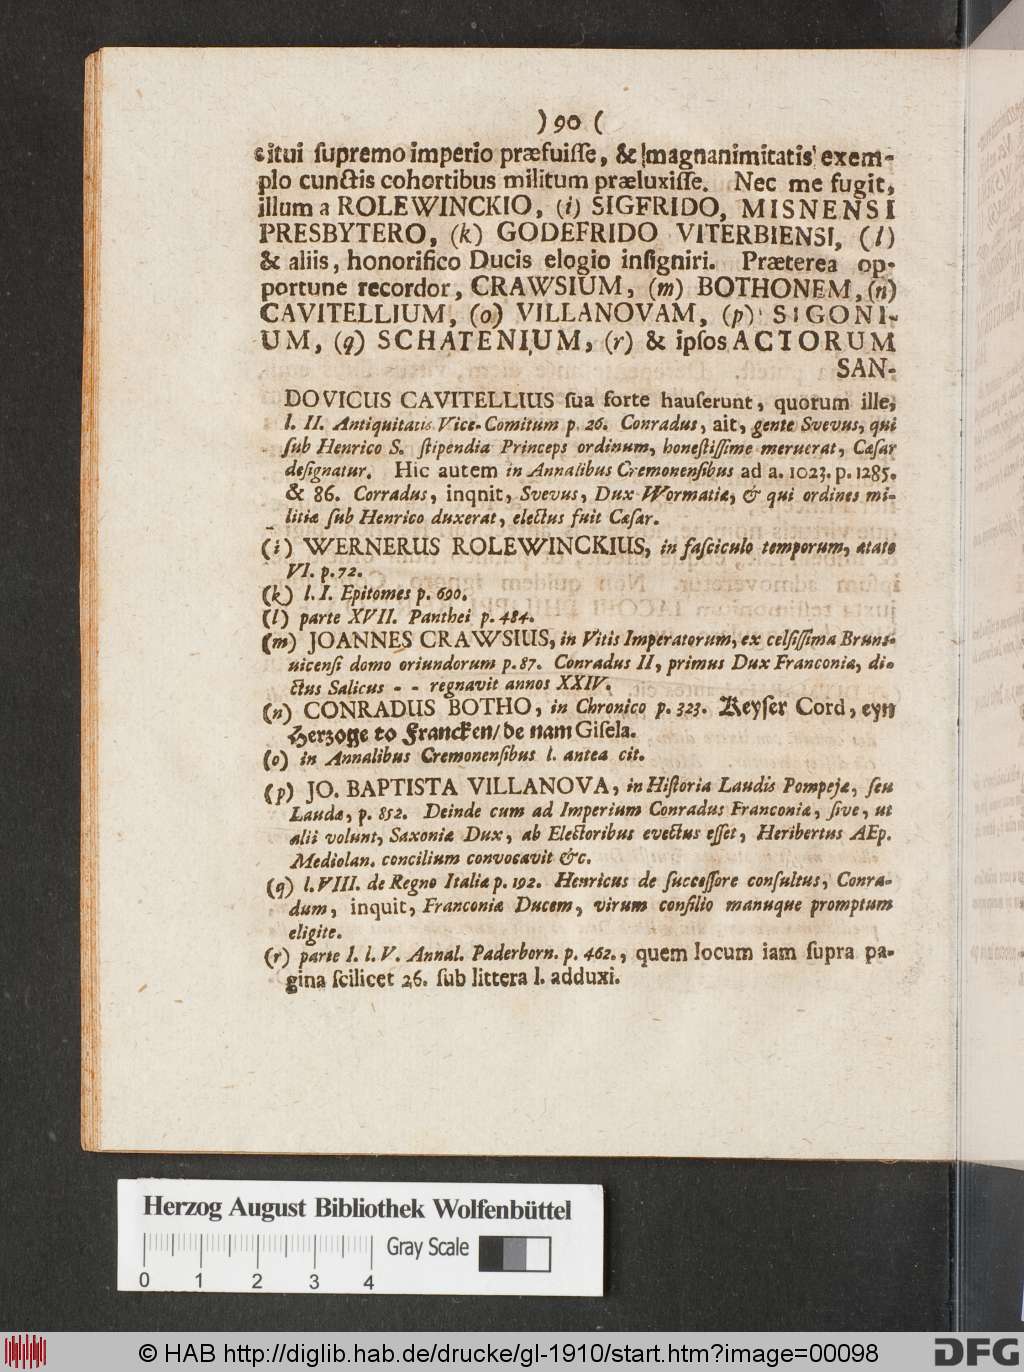 ) 90 (
citui ſupremo imperio præfuiſſe, & magnanimitatis exem-
plo cunctis cohortibus militum præluxiſſe. Nec me fugit,
illum a ROLEWINCKIO, (i) SIGFRIDO, MISNENSI
PRESBYTERO, (k) GODEFRIDO VITERBIENSI, (l)
& aliis, honorifico Ducis elogio inſigniri. Præterea op-
portune recordor, CRAWSIUM, (m) BOTHONEM, (n)
CAVITELLIUM, (o) VILLANOVAM, (p) SIGONI-
UM, (q) SCHATENIUM, (r) & ipſos ACTORUM
SAN-
DOVICUS CAVITELLIUS ſua forte hauſerunt, quorum ille,
l. II. Antiquitatis Vice-Comitum p. 26. Conradus, ait, gente Svevus, qui
ſub Henrico S. ſtipendia Princeps ordinum, honeſtiſſime meruerat, Cæſar
deſignatur. Hic autem in Annalibus Cremonenſibus ad a. 1023. p. 1285.
& 86. Corradus, inqnit, Svevus, Dux Wormatiæ, & qui ordines mi-
litiæ ſub Henrico duxerat, electus fuit Cæſar.
(i) WERNERUS ROLEWINCKIUS, in faſciculo temporum, ætate
VI. p. 72.
(k) l. I. Epitomes p. 690.
(l) parte XVII. Panthei p. 484.
(m) JOANNES CRAWSIUS, in Vitis Imperatorum, ex celſiſſima Brunſ-
uicenſi domo oriundorum p. 87. Conradus II, primus Dux Franconiæ, di-
ctus Salicus - - regnavit annos XXIV.
(n) CONRADUS BOTHO, in Chronico p. 323. Keyſer Cord, eyn
Herzoge to Francken/ de nam Giſela.
(o) in Annalibus Cremonenſibus l. antea cit.
(p) JO. BAPTISTA VILLANOVA, in Hiſtoria Laudis Pompejæ, ſeu
Laudæ, p. 852. Deinde cum ad Imperium Conradus Franconiæ, ſive, ut
alii volunt, Saxoniæ Dux, ab Electoribus evectus eſſet, Heribertus AEp.
Mediolan. concilium convocavit &c.
(q) l. VIII. de Regno Italiæ p. 192. Henricus de ſucceſſore conſultus, Conra-
dum, inquit, Franconiæ Ducem, virum conſilio manuque promptum
eligite.
(r) parte I. l. V. Annal. Paderborn. p. 462., quem locum iam ſupra pa-
gina ſcilicet 26. ſub littera l. adduxi.
Herzog August Bibliothek Wolfenbüttel
Gray Scale
0 1 2 3 4
© HAB http://diglib.hab.de/drucke/gl-1910/start.htm?image=00098
DFG